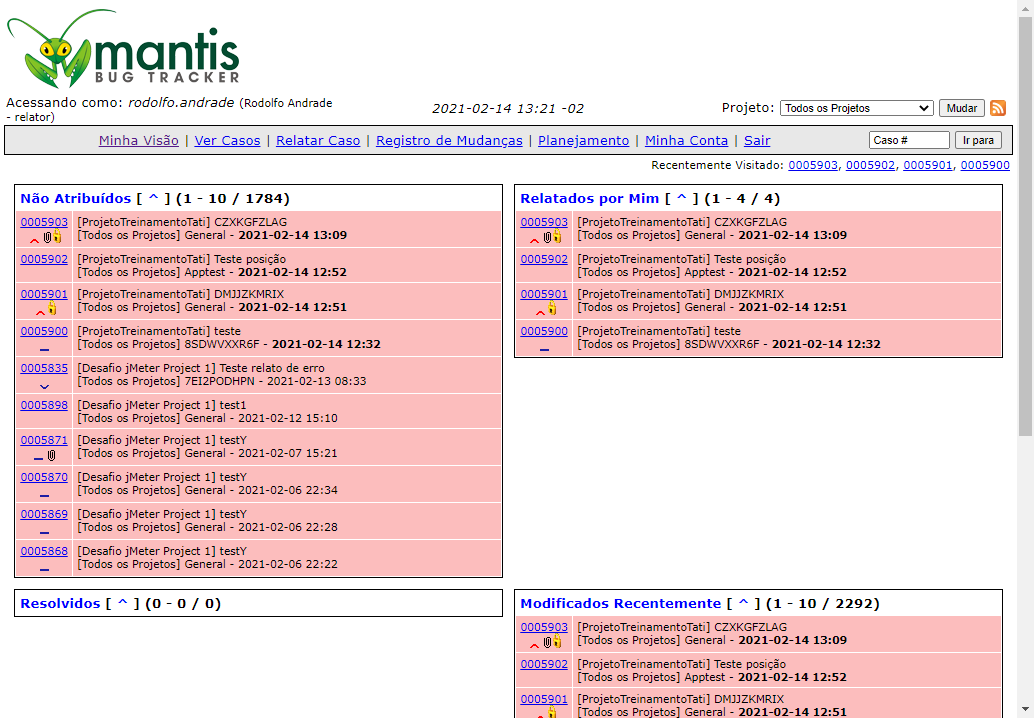 mantis
BUG TRACKER
Acessando como: rodolfo.andrade (Rodolfo Andrade - relator)
2021-02-14 13:21 -02
Projeto: Todos os Projetos Mudar
Minha Visão | Ver Casos | Relatar Caso | Registro de Mudanças | Planejamento | Minha Conta | Sair
Caso # Ir para
Recentemente Visitado: 0005903, 0005902, 0005901, 0005900
Não Atribuídos [ ^ ] (1 - 10 / 1784)
0005903 [ProjetoTreinamentoTati] CZXKGFZLAG
[Todos os Projetos] General - 2021-02-14 13:09
0005902 [ProjetoTreinamentoTati] Teste posição
[Todos os Projetos] Apptest - 2021-02-14 12:52
0005901 [ProjetoTreinamentoTati] DMJJZKMRIX
[Todos os Projetos] General - 2021-02-14 12:51
0005900 [ProjetoTreinamentoTati] teste
[Todos os Projetos] 8SDWVXXR6F - 2021-02-14 12:32
0005835 [Desafio jMeter Project 1] Teste relato de erro
[Todos os Projetos] 7EI2PODHPN - 2021-02-13 08:33
0005898 [Desafio jMeter Project 1] test1
[Todos os Projetos] General - 2021-02-12 15:10
0005871 [Desafio jMeter Project 1] testY
[Todos os Projetos] General - 2021-02-07 15:21
0005870 [Desafio jMeter Project 1] testY
[Todos os Projetos] General - 2021-02-06 22:34
0005869 [Desafio jMeter Project 1] testY
[Todos os Projetos] General - 2021-02-06 22:28
0005868 [Desafio jMeter Project 1] testY
[Todos os Projetos] General - 2021-02-06 22:22
Relatados por Mim [ ^ ] (1 - 4 / 4)
0005903 [ProjetoTreinamentoTati] CZXKGFZLAG
[Todos os Projetos] General - 2021-02-14 13:09
0005902 [ProjetoTreinamentoTati] Teste posição
[Todos os Projetos] Apptest - 2021-02-14 12:52
0005901 [ProjetoTreinamentoTati] DMJJZKMRIX
[Todos os Projetos] General - 2021-02-14 12:51
0005900 [ProjetoTreinamentoTati] teste
[Todos os Projetos] 8SDWVXXR6F - 2021-02-14 12:32
Resolvidos [ ^ ] (0 - 0 / 0)
Modificados Recentemente [ ^ ] (1 - 10 / 2292)
0005903 [ProjetoTreinamentoTati] CZXKGFZLAG
[Todos os Projetos] General - 2021-02-14 13:09
0005902 [ProjetoTreinamentoTati] Teste posição
[Todos os Projetos] Apptest - 2021-02-14 12:52
0005901 [ProjetoTreinamentoTati] DMJJZKMRIX
[Todos os Projetos] General - 2021-02-14 12:51